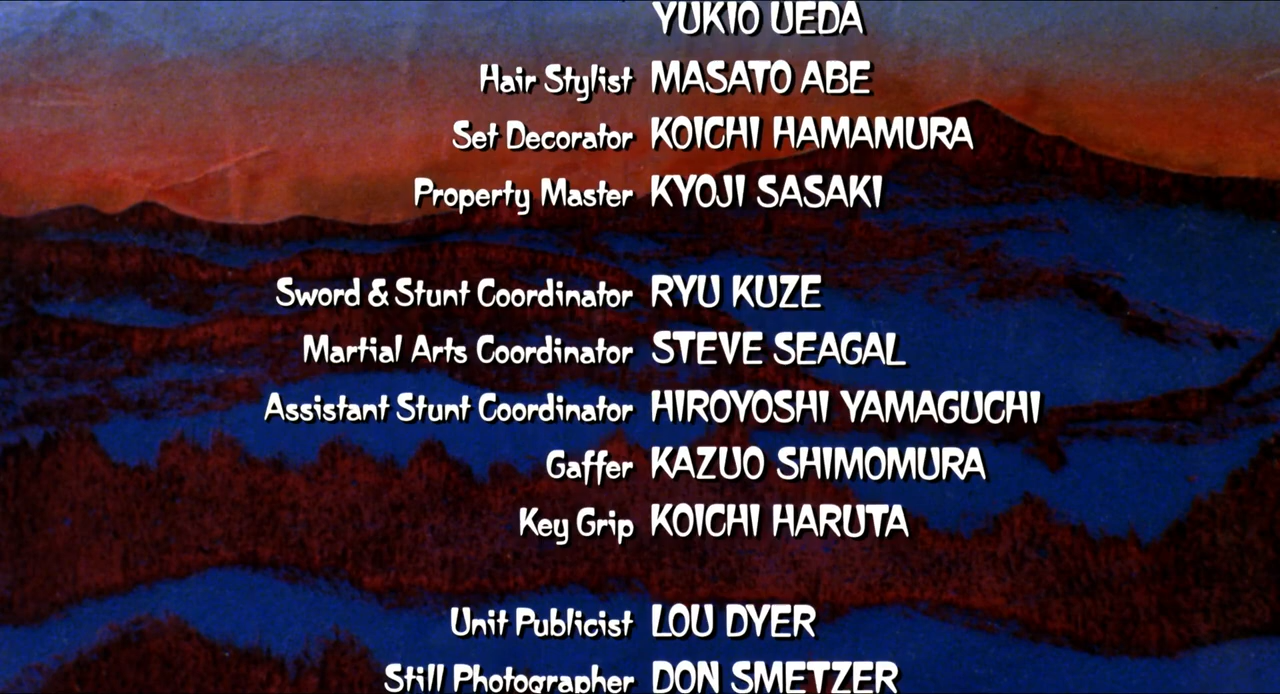 YUKIO UEDA
Hair Stylist MASATO ABE
Set Decorator KOICHI HAMAMURA
Property Master KYOJI SASAKI
Sword & Stunt Coordinator RYU KUZE
Martial Arts Coordinator STEVE SEAGAL
Assistant Stunt Coordinator HIROYOSHI YAMAGUCHI
Gaffer KAZUO SHIMOMURA
Key Grip KOICHI HARUTA
Unit Publicist LOU DYER
Still Photographer DON SMETZER